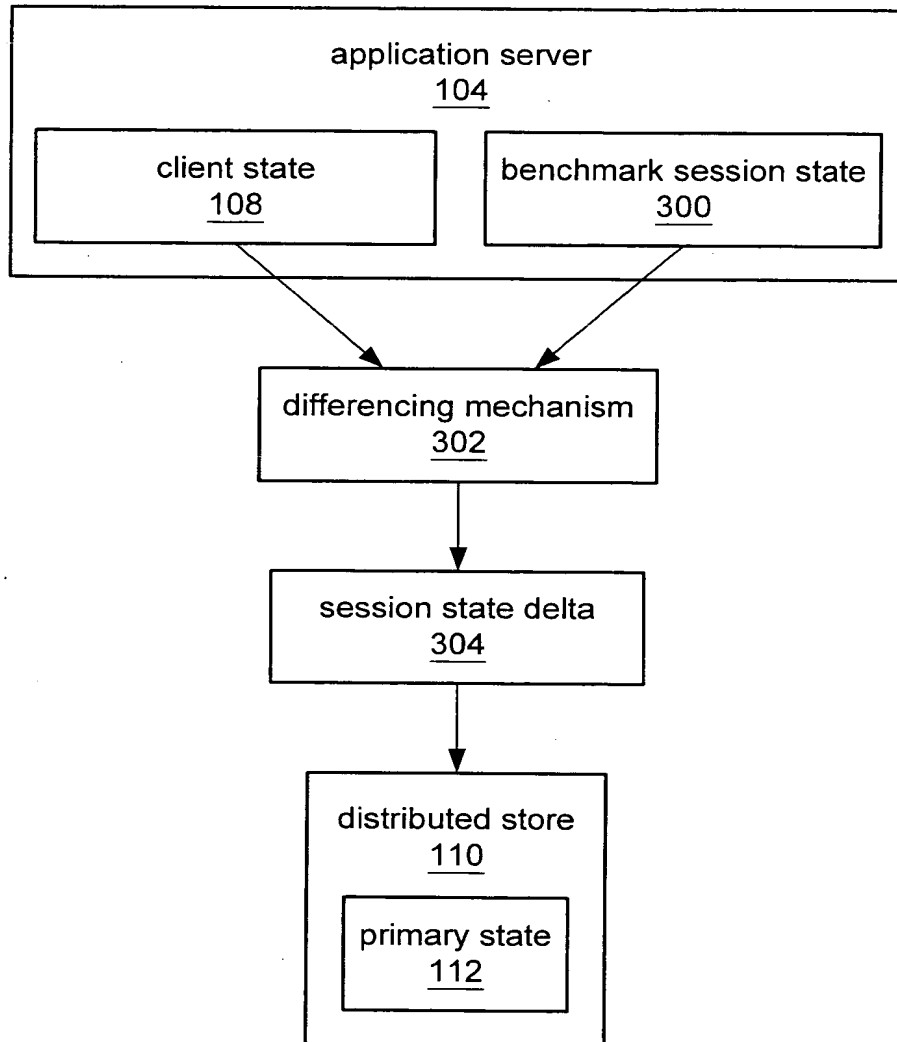 application server
104
client state
108
benchmark session state
300
differencing mechanism
302
session state delta
304
distributed store
110
primary state
112